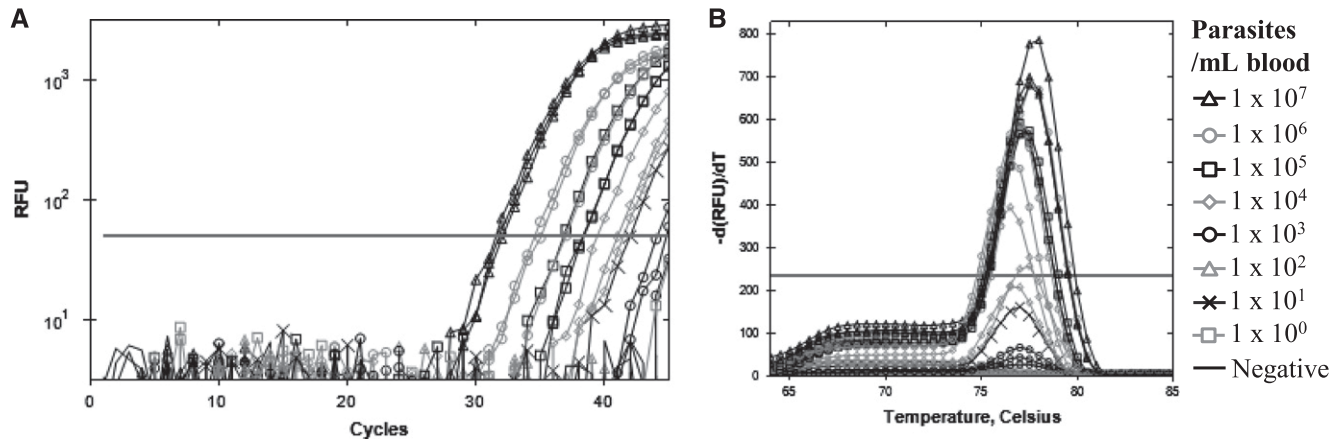 A
RFU
10³
10²
10¹
0
10
20
30
40
Cycles
B
-d(RFU)/dT
800
700
600
500
400
300
200
100
0
65
70
75
80
85
Temperature, Celsius
Parasites
/mL blood
1 x 10⁷
1 x 10⁶
1 x 10⁵
1 x 10⁴
1 x 10³
1 x 10²
1 x 10¹
1 x 10⁰
Negative